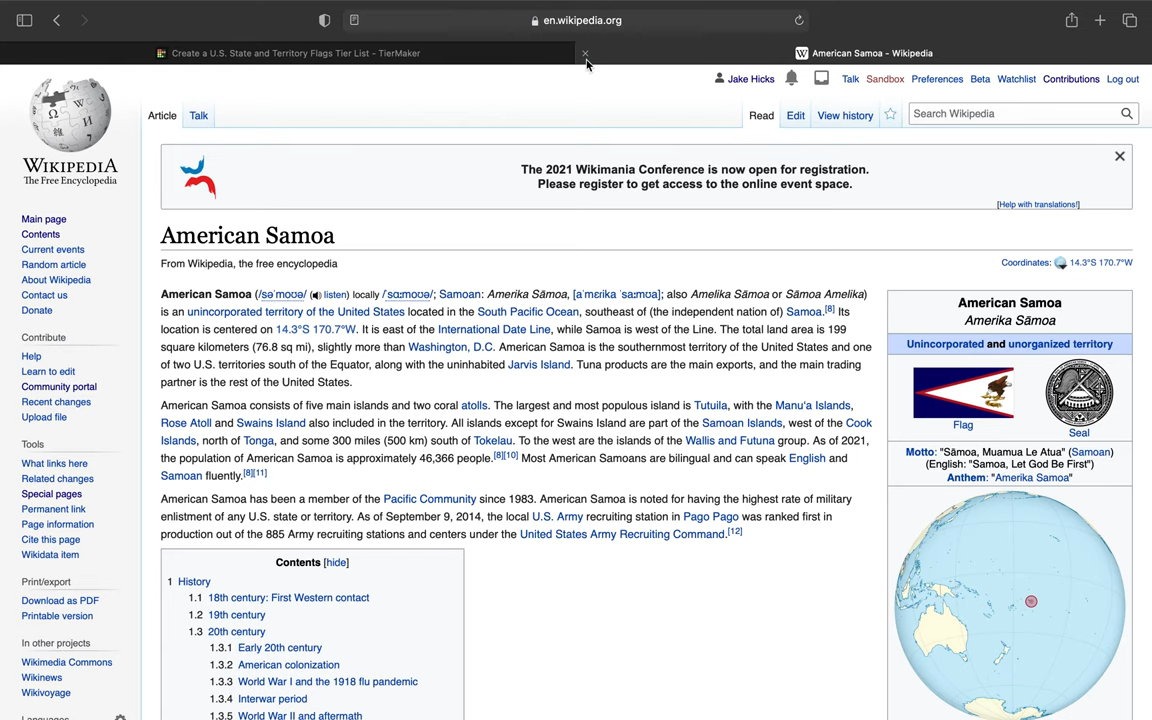 en.wikipedia.org
Create a U.S. State and Territory Flags Tier List - TierMaker
American Samoa - Wikipedia
Jake Hicks Talk Sandbox Preferences Beta Watchlist Contributions Log out
Article Talk Read Edit View history Search Wikipedia
WIKIPEDIA
The Free Encyclopedia
Main page
Contents
Current events
Random article
About Wikipedia
Contact us
Donate
Contribute
Help
Learn to edit
Community portal
Recent changes
Upload file
Tools
What links here
Related changes
Special pages
Permanent link
Page information
Cite this page
Wikidata item
Print/export
Download as PDF
Printable version
In other projects
Wikimedia Commons
Wikinews
Wikivoyage
Languages
The 2021 Wikimania Conference is now open for registration.
Please register to get access to the online event space.
[Help with translations!]
American Samoa
From Wikipedia, the free encyclopedia
Coordinates: 14.3°S 170.7°W
American Samoa (/səˈmoʊə/ (listen) locally /ˈsɑːmoʊə/; Samoan: Amerika Sāmoa, [aˈmɛɾika ˈsaːmoa]; also Amelika Sāmoa or Sāmoa Amelika)
is an unincorporated territory of the United States located in the South Pacific Ocean, southeast of (the independent nation of) Samoa.[8] Its
location is centered on 14.3°S 170.7°W. It is east of the International Date Line, while Samoa is west of the Line. The total land area is 199
square kilometers (76.8 sq mi), slightly more than Washington, D.C. American Samoa is the southernmost territory of the United States and one
of two U.S. territories south of the Equator, along with the uninhabited Jarvis Island. Tuna products are the main exports, and the main trading
partner is the rest of the United States.
American Samoa consists of five main islands and two coral atolls. The largest and most populous island is Tutuila, with the Manuʻa Islands,
Rose Atoll and Swains Island also included in the territory. All islands except for Swains Island are part of the Samoan Islands, west of the Cook
Islands, north of Tonga, and some 300 miles (500 km) south of Tokelau. To the west are the islands of the Wallis and Futuna group. As of 2021,
the population of American Samoa is approximately 46,366 people.[8][10] Most American Samoans are bilingual and can speak English and
Samoan fluently.[8][11]
American Samoa has been a member of the Pacific Community since 1983. American Samoa is noted for having the highest rate of military
enlistment of any U.S. state or territory. As of September 9, 2014, the local U.S. Army recruiting station in Pago Pago was ranked first in
production out of the 885 Army recruiting stations and centers under the United States Army Recruiting Command.[12]
Contents [hide]
1 History
1.1 18th century: First Western contact
1.2 19th century
1.3 20th century
1.3.1 Early 20th century
1.3.2 American colonization
1.3.3 World War I and the 1918 flu pandemic
1.3.4 Interwar period
1.3.5 World War II and aftermath
American Samoa
Amerika Sāmoa
Unincorporated and unorganized territory
Flag
Seal
Motto: "Sāmoa, Muamua Le Atua" (Samoan)
(English: "Samoa, Let God Be First")
Anthem: "Amerika Samoa"